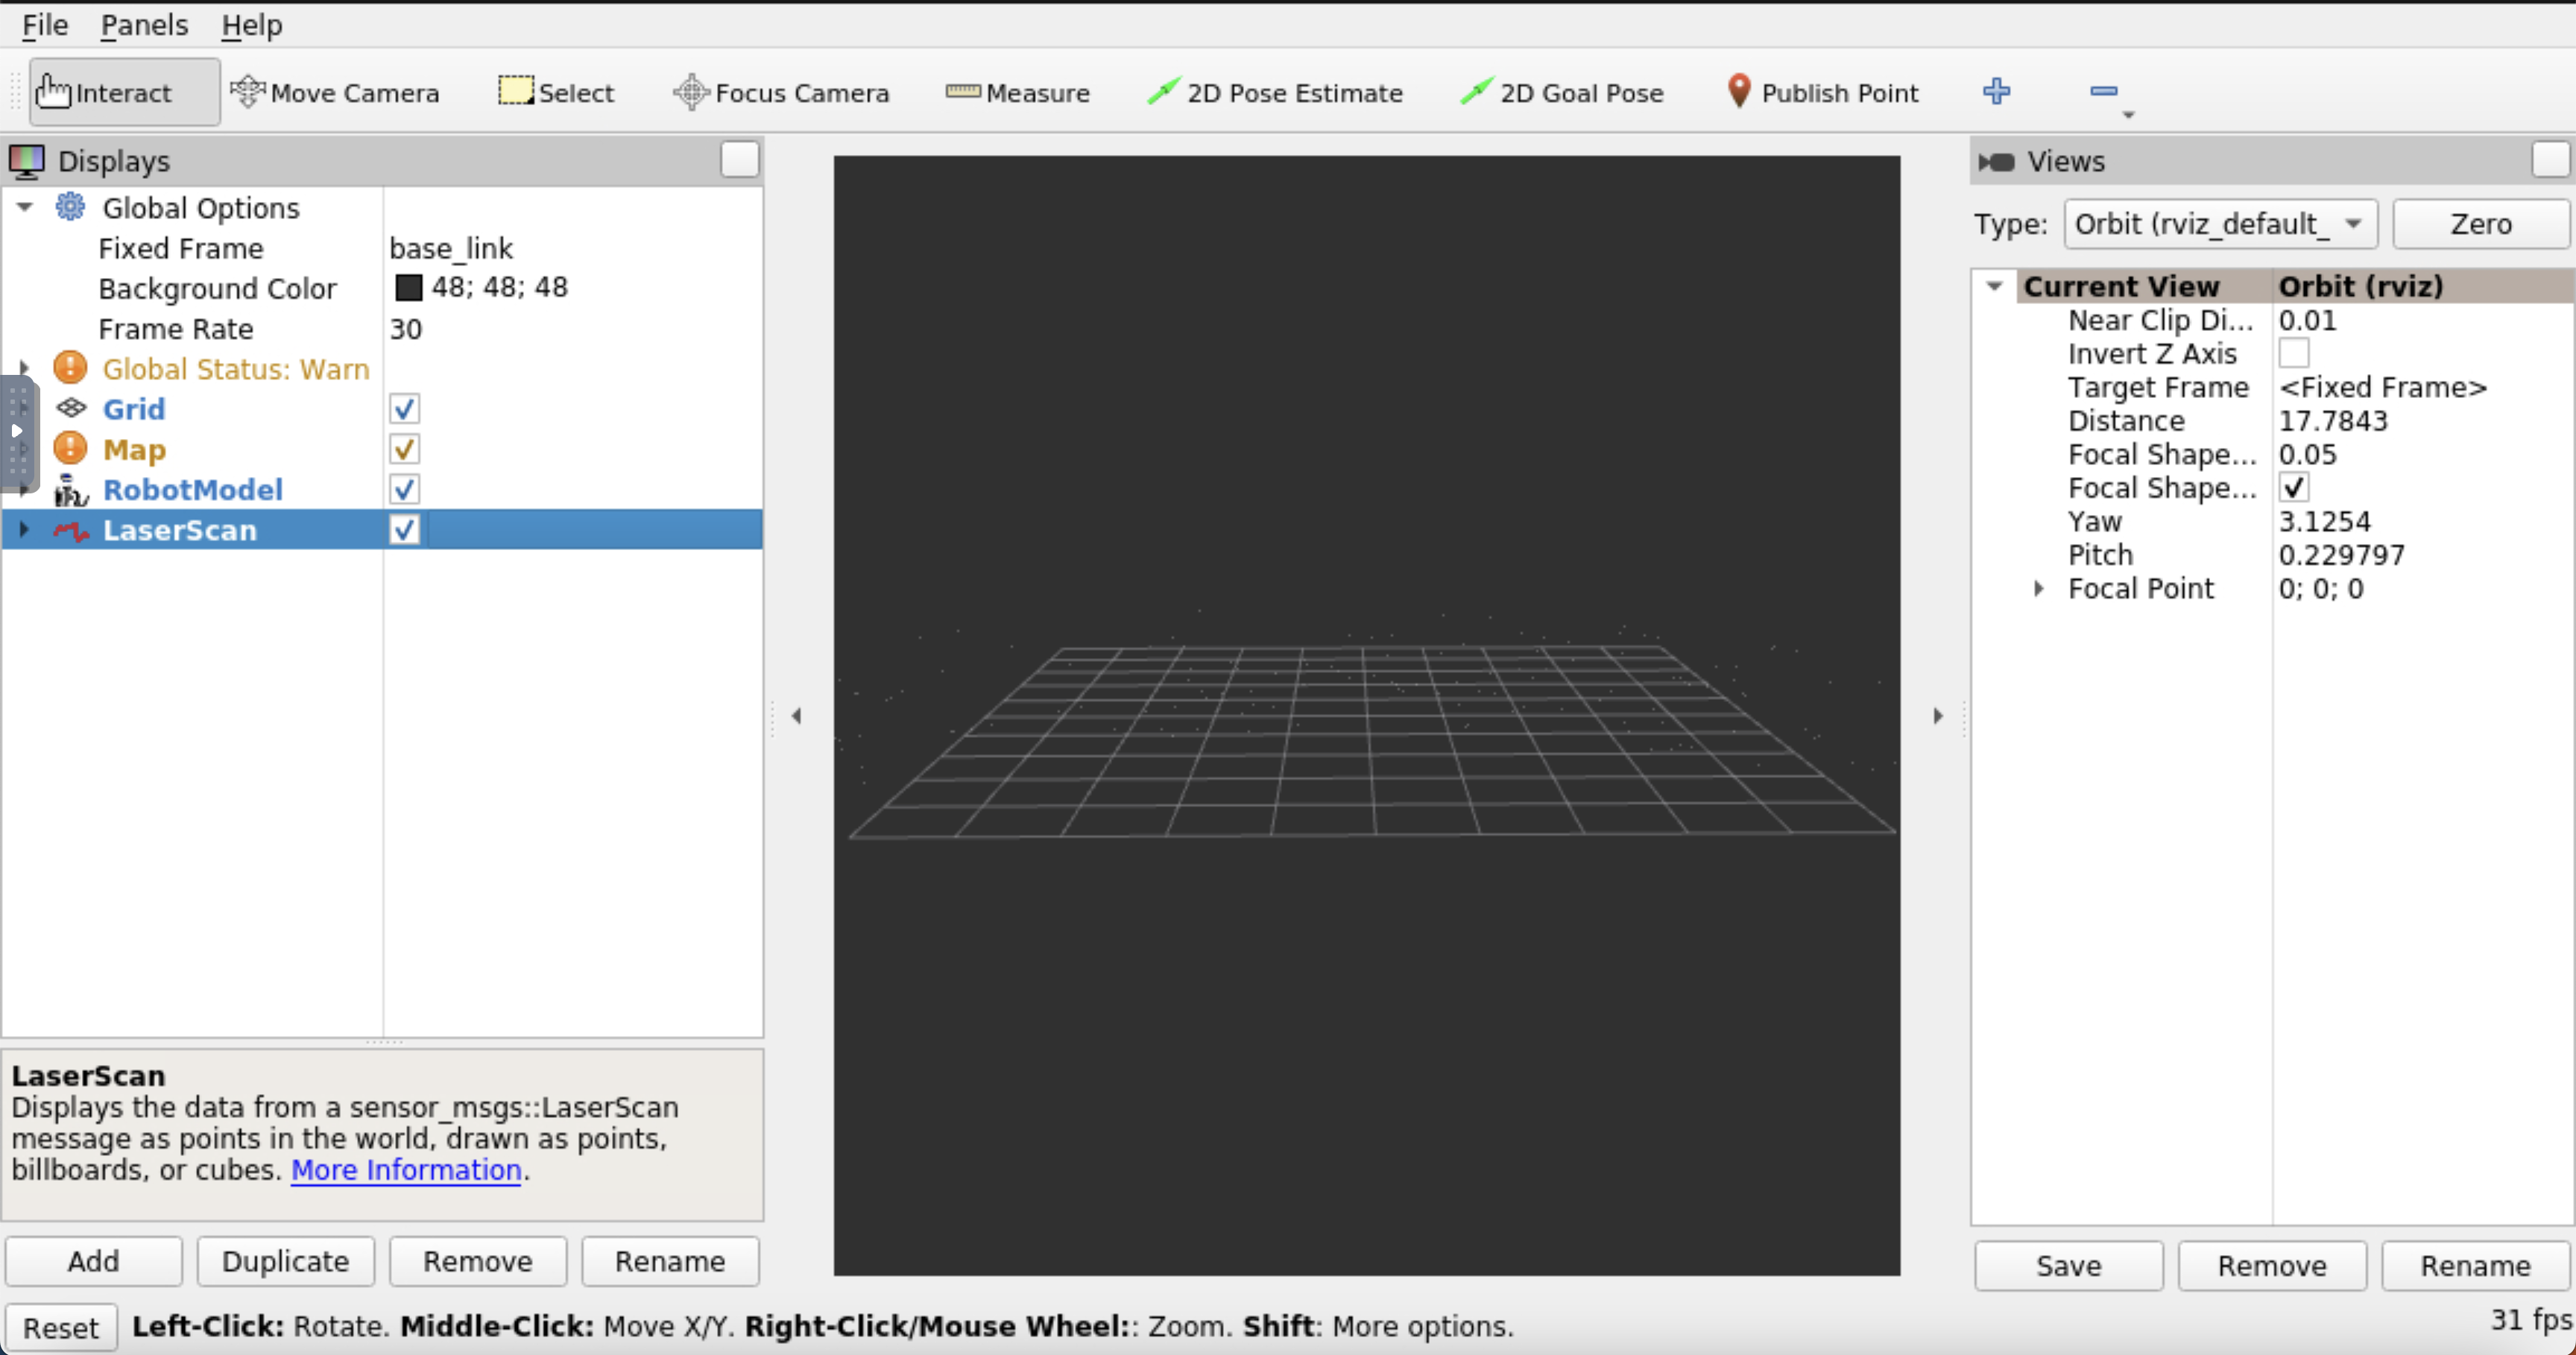 File Panels Help
Interact Move Camera Select Focus Camera Measure 2D Pose Estimate 2D Goal Pose Publish Point
Displays
Global Options
Fixed Frame base_link
Background Color 48; 48; 48
Frame Rate 30
Global Status: Warn
Grid
Map
RobotModel
LaserScan
LaserScan
Displays the data from a sensor_msgs::LaserScan
message as points in the world, drawn as points,
billboards, or cubes. More Information.
Add Duplicate Remove Rename
Views
Type: Orbit (rviz_default_ Zero
Current View Orbit (rviz)
Near Clip Di... 0.01
Invert Z Axis
Target Frame <Fixed Frame>
Distance 17.7843
Focal Shape... 0.05
Focal Shape...
Yaw 3.1254
Pitch 0.229797
Focal Point 0; 0; 0
Save Remove Rename
Reset Left-Click: Rotate. Middle-Click: Move X/Y. Right-Click/Mouse Wheel:: Zoom. Shift: More options. 31 fps